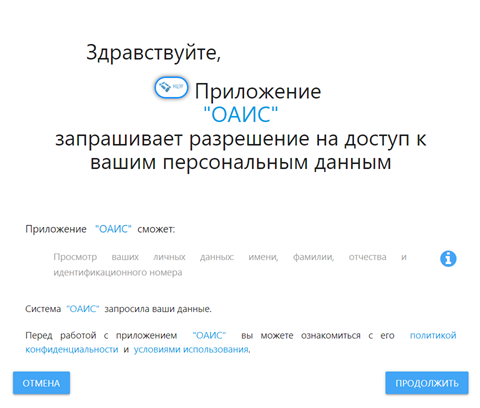 Здравствуйте,
Приложение
"ОАИС"
запрашивает разрешение на доступ к
вашим персональным данным
Приложение "ОАИС" сможет:
Просмотр ваших личных данных: имени, фамилии, отчества и
идентификационного номера
Система "ОАИС" запросила ваши данные.
Перед работой с приложением "ОАИС" вы можете ознакомиться с его политикой
конфиденциальности и условиями использования.
ОТМЕНА
ПРОДОЛЖИТЬ